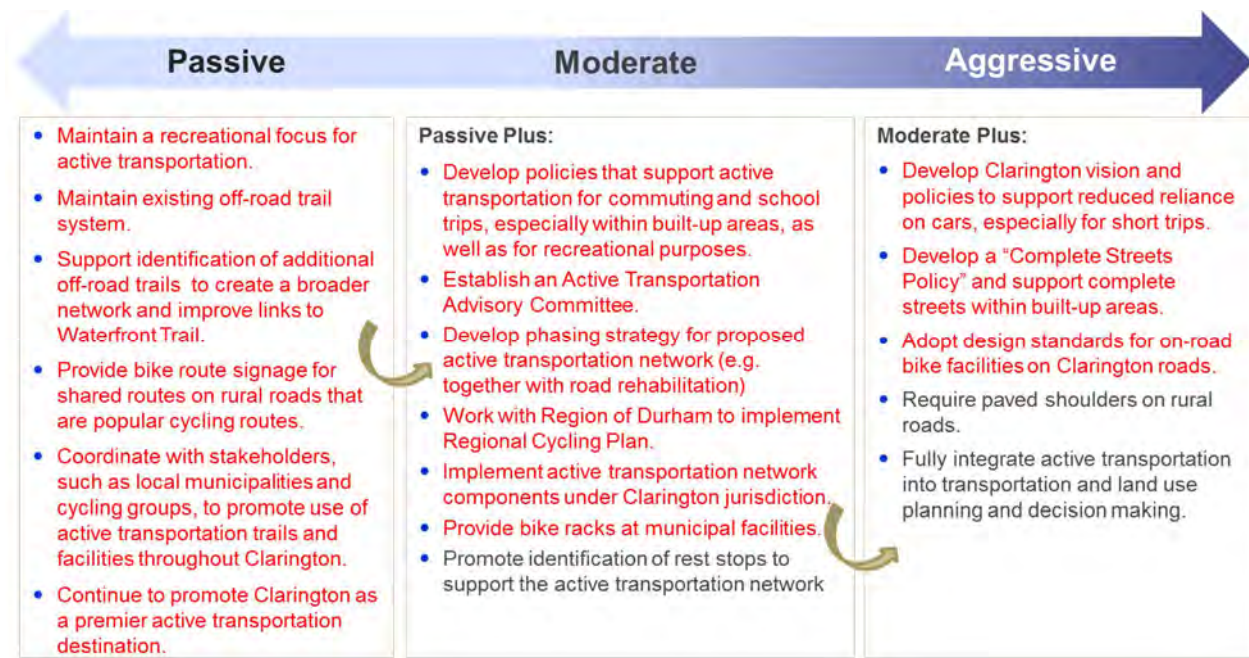 Passive
Moderate
Aggressive
• Maintain a recreational focus for
active transportation.
• Maintain existing off-road trail
system.
• Support identification of additional
off-road trails to create a broader
network and improve links to
Waterfront Trail.
• Provide bike route signage for
shared routes on rural roads that
are popular cycling routes.
• Coordinate with stakeholders,
such as local municipalities and
cycling groups, to promote use of
active transportation trails and
facilities throughout Clarington.
• Continue to promote Clarington as
a premier active transportation
destination.
Passive Plus:
• Develop policies that support active
transportation for commuting and school
trips, especially within built-up areas, as
well as for recreational purposes.
• Establish an Active Transportation
Advisory Committee.
• Develop phasing strategy for proposed
active transportation network (e.g.
together with road rehabilitation)
• Work with Region of Durham to implement
Regional Cycling Plan.
• Implement active transportation network
components under Clarington jurisdiction.
• Provide bike racks at municipal facilities.
• Promote identification of rest stops to
support the active transportation network
Moderate Plus:
• Develop Clarington vision and
policies to support reduced reliance
on cars, especially for short trips.
• Develop a “Complete Streets
Policy” and support complete
streets within built-up areas.
• Adopt design standards for on-road
bike facilities on Clarington roads.
• Require paved shoulders on rural
roads.
• Fully integrate active transportation
into transportation and land use
planning and decision making.